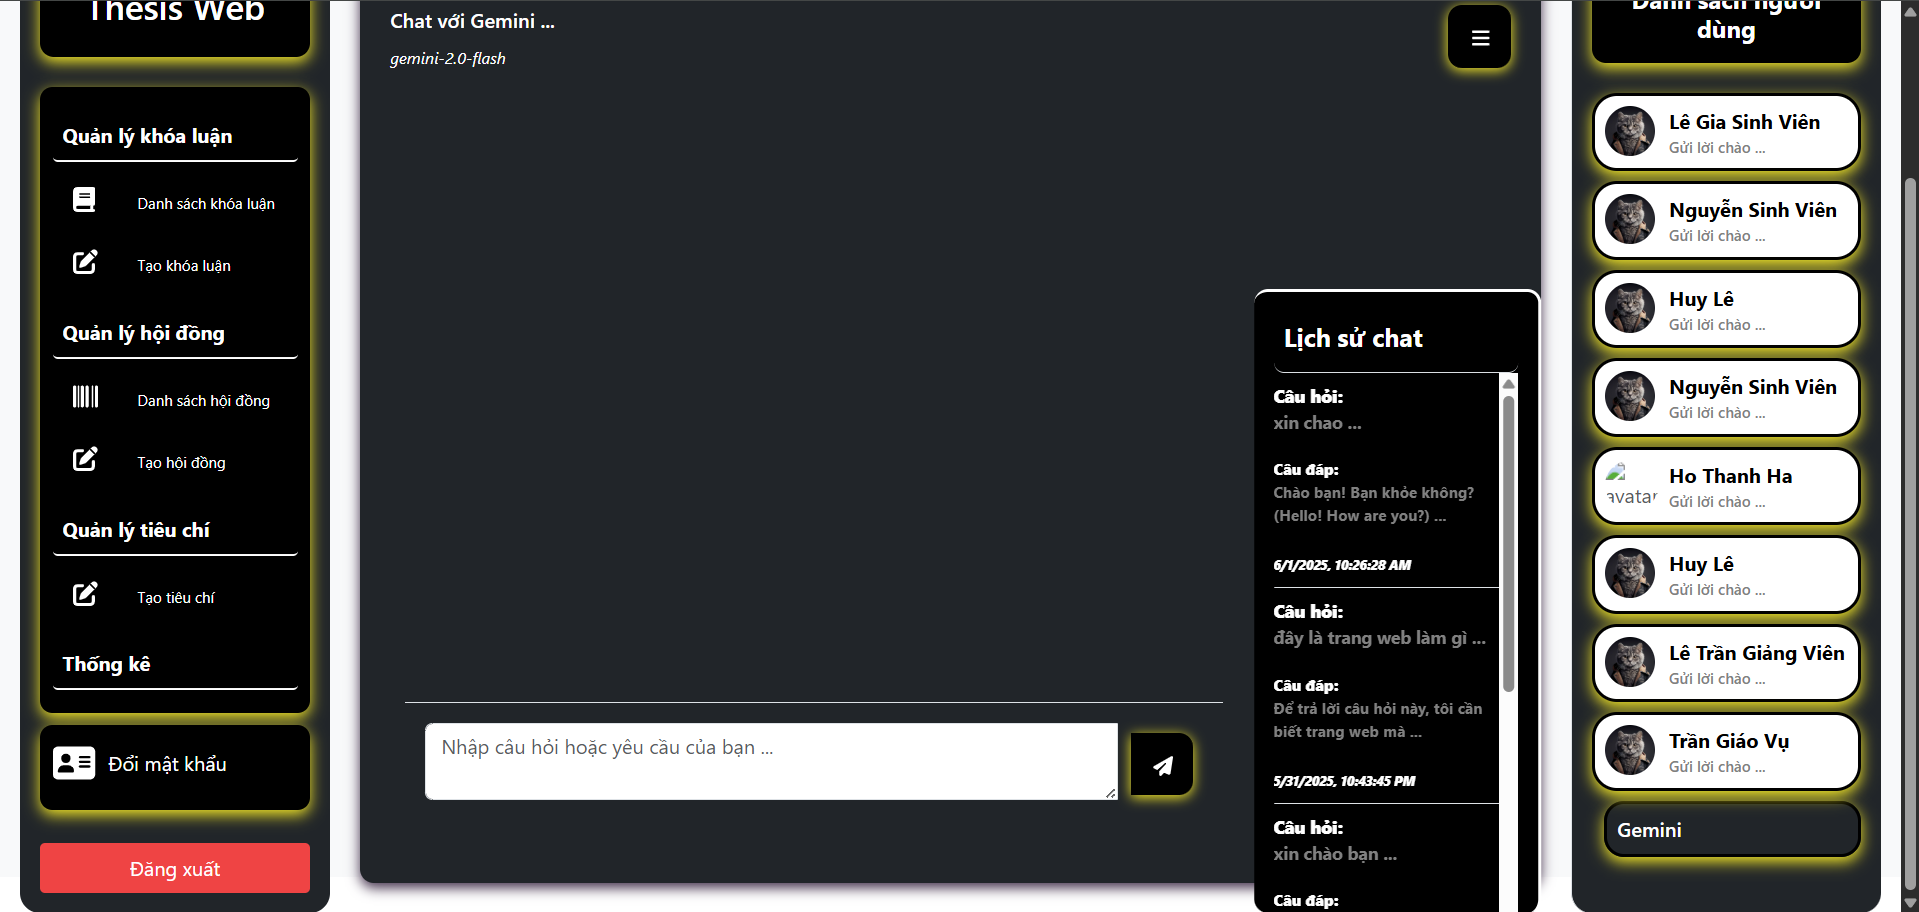 Thesis Web
Quản lý khóa luận
Danh sách khóa luận
Tạo khóa luận
Quản lý hội đồng
Danh sách hội đồng
Tạo hội đồng
Quản lý tiêu chí
Tạo tiêu chí
Thống kê
Đổi mật khẩu
Đăng xuất
Chat với Gemini ...
gemini-2.0-flash
Nhập câu hỏi hoặc yêu cầu của bạn ...
Lịch sử chat
Câu hỏi:
xin chao ...
Câu đáp:
Chào bạn! Bạn khỏe không?
(Hello! How are you?) ...
6/1/2025, 10:26:28 AM
Câu hỏi:
đây là trang web làm gì ...
Câu đáp:
Để trả lời câu hỏi này, tôi cần
biết trang web mà ...
5/31/2025, 10:43:45 PM
Câu hỏi:
xin chào bạn ...
Câu đáp:
Danh sách người
dùng
Lê Gia Sinh Viên
Gửi lời chào ...
Nguyễn Sinh Viên
Gửi lời chào ...
Huy Lê
Gửi lời chào ...
Nguyễn Sinh Viên
Gửi lời chào ...
avatar
Ho Thanh Ha
Gửi lời chào ...
Huy Lê
Gửi lời chào ...
Lê Trần Giảng Viên
Gửi lời chào ...
Trần Giáo Vụ
Gửi lời chào ...
Gemini